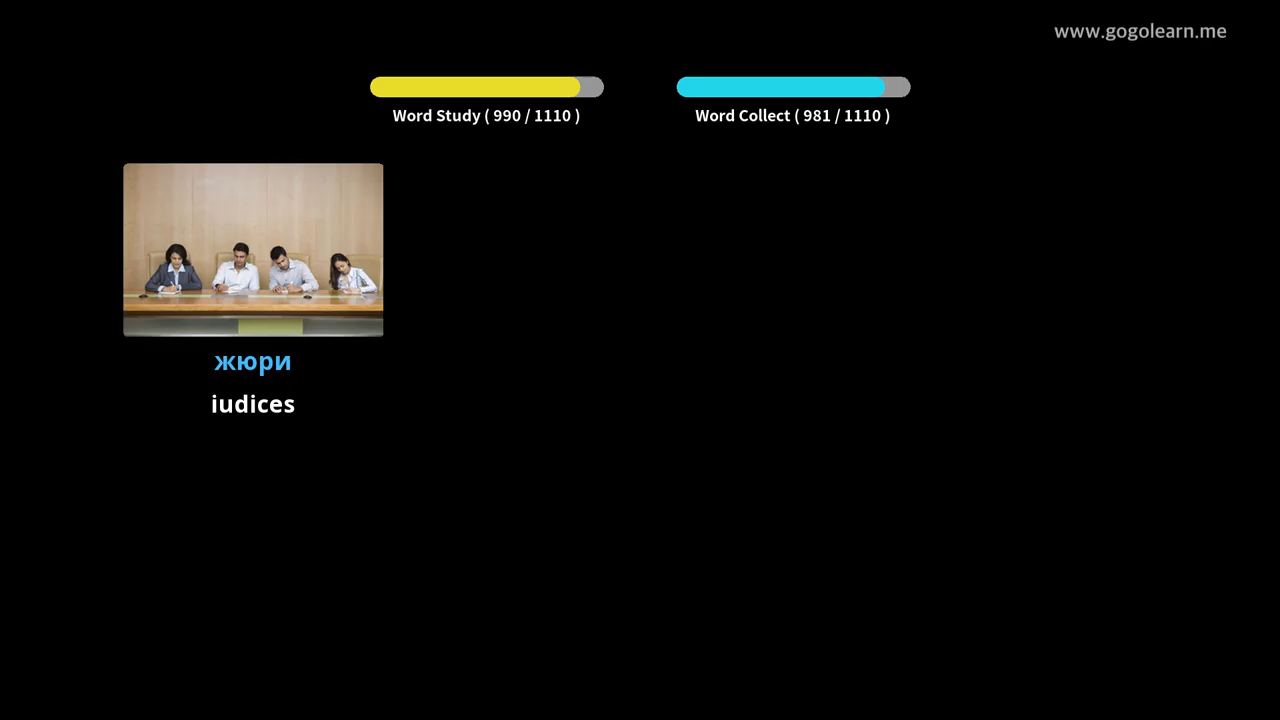 www.gogolearn.me
Word Study ( 990 / 1110 )
Word Collect ( 981 / 1110 )
жюри
iudices